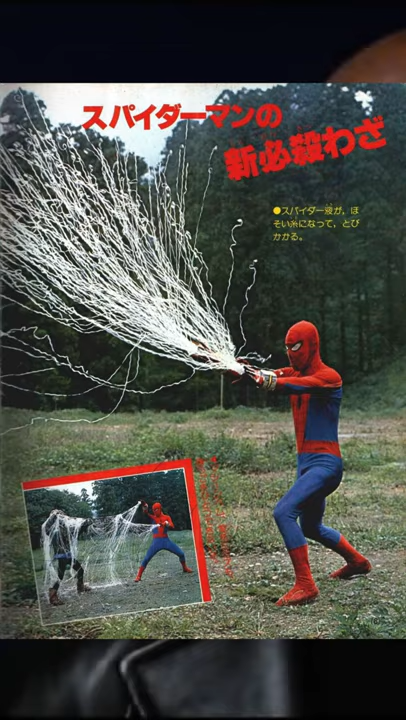 スパイダーマンの
新必殺わざ
●スパイダー液が、ほ
そい糸になって、とび
かかる。